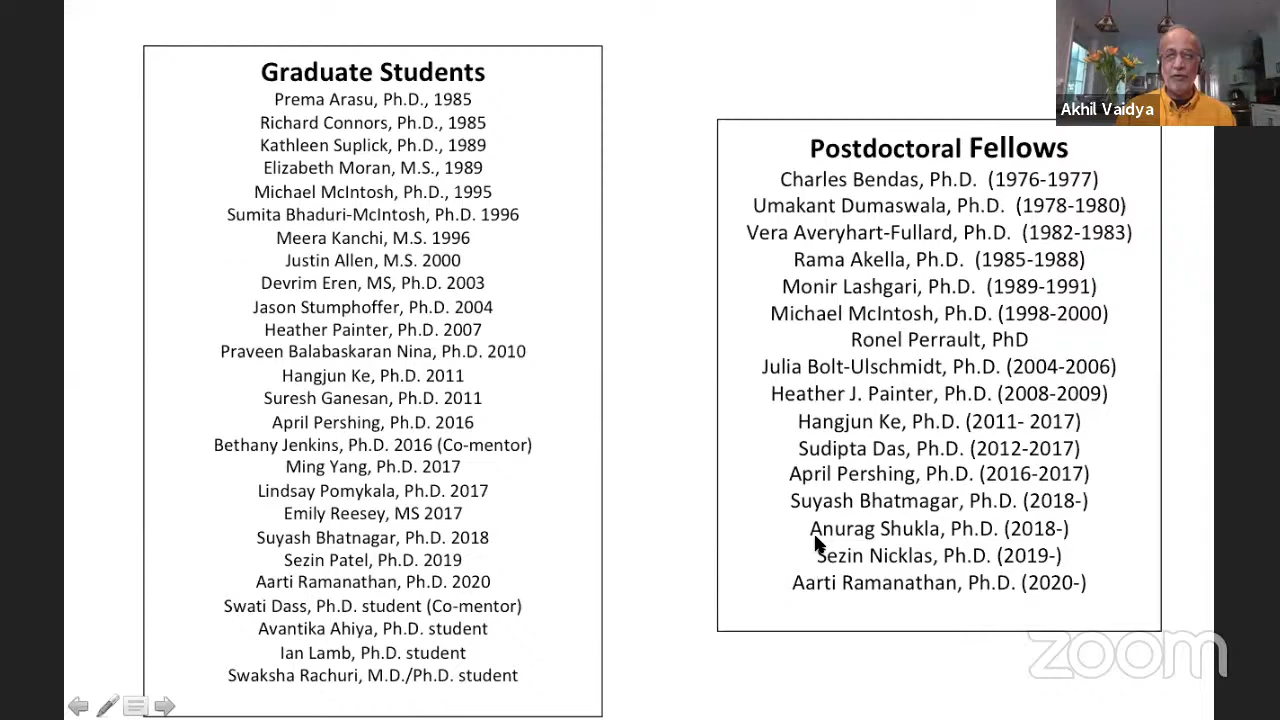 Graduate Students
Prema Arasu, Ph.D., 1985
Richard Connors, Ph.D., 1985
Kathleen Suplick, Ph.D., 1989
Elizabeth Moran, M.S., 1989
Michael McIntosh, Ph.D., 1995
Sumita Bhaduri-McIntosh, Ph.D. 1996
Meera Kanchi, M.S. 1996
Justin Allen, M.S. 2000
Devrim Eren, MS, Ph.D. 2003
Jason Stumphoffer, Ph.D. 2004
Heather Painter, Ph.D. 2007
Praveen Balabaskaran Nina, Ph.D. 2010
Hangjun Ke, Ph.D. 2011
Suresh Ganesan, Ph.D. 2011
April Pershing, Ph.D. 2016
Bethany Jenkins, Ph.D. 2016 (Co-mentor)
Ming Yang, Ph.D. 2017
Lindsay Pomykala, Ph.D. 2017
Emily Reesey, MS 2017
Suyash Bhatnagar, Ph.D. 2018
Sezin Patel, Ph.D. 2019
Aarti Ramanathan, Ph.D. 2020
Swati Dass, Ph.D. student (Co-mentor)
Avantika Ahiya, Ph.D. student
Ian Lamb, Ph.D. student
Swaksha Rachuri, M.D./Ph.D. student
Akhil Vaidya
Postdoctoral Fellows
Charles Bendas, Ph.D. (1976-1977)
Umakant Dumaswala, Ph.D. (1978-1980)
Vera Averyhart-Fullard, Ph.D. (1982-1983)
Rama Akella, Ph.D. (1985-1988)
Monir Lashgari, Ph.D. (1989-1991)
Michael McIntosh, Ph.D. (1998-2000)
Ronel Perrault, PhD
Julia Bolt-Ulschmidt, Ph.D. (2004-2006)
Heather J. Painter, Ph.D. (2008-2009)
Hangjun Ke, Ph.D. (2011- 2017)
Sudipta Das, Ph.D. (2012-2017)
April Pershing, Ph.D. (2016-2017)
Suyash Bhatmagar, Ph.D. (2018-)
Anurag Shukla, Ph.D. (2018-)
Sezin Nicklas, Ph.D. (2019-)
Aarti Ramanathan, Ph.D. (2020-)
zoom